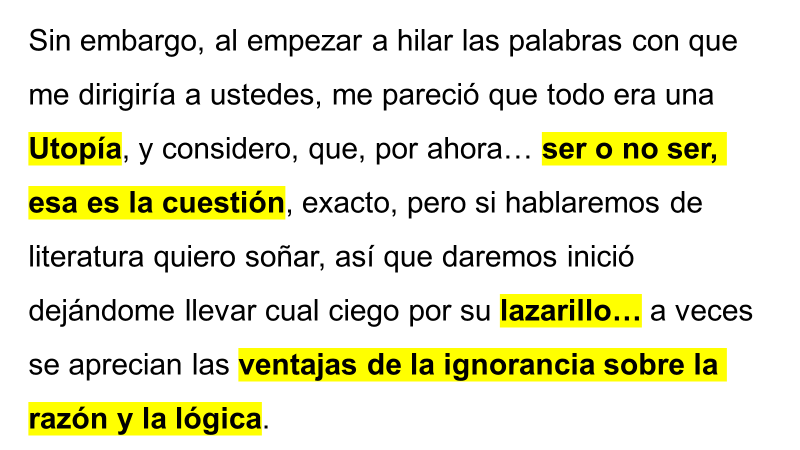 Sin embargo, al empezar a hilar las palabras con que
me dirigiría a ustedes, me pareció que todo era una
Utopía, y considero, que, por ahora… ser o no ser,
esa es la cuestión, exacto, pero si hablaremos de
literatura quiero soñar, así que daremos inició
dejándome llevar cual ciego por su lazarillo… a veces
se aprecian las ventajas de la ignorancia sobre la
razón y la lógica.